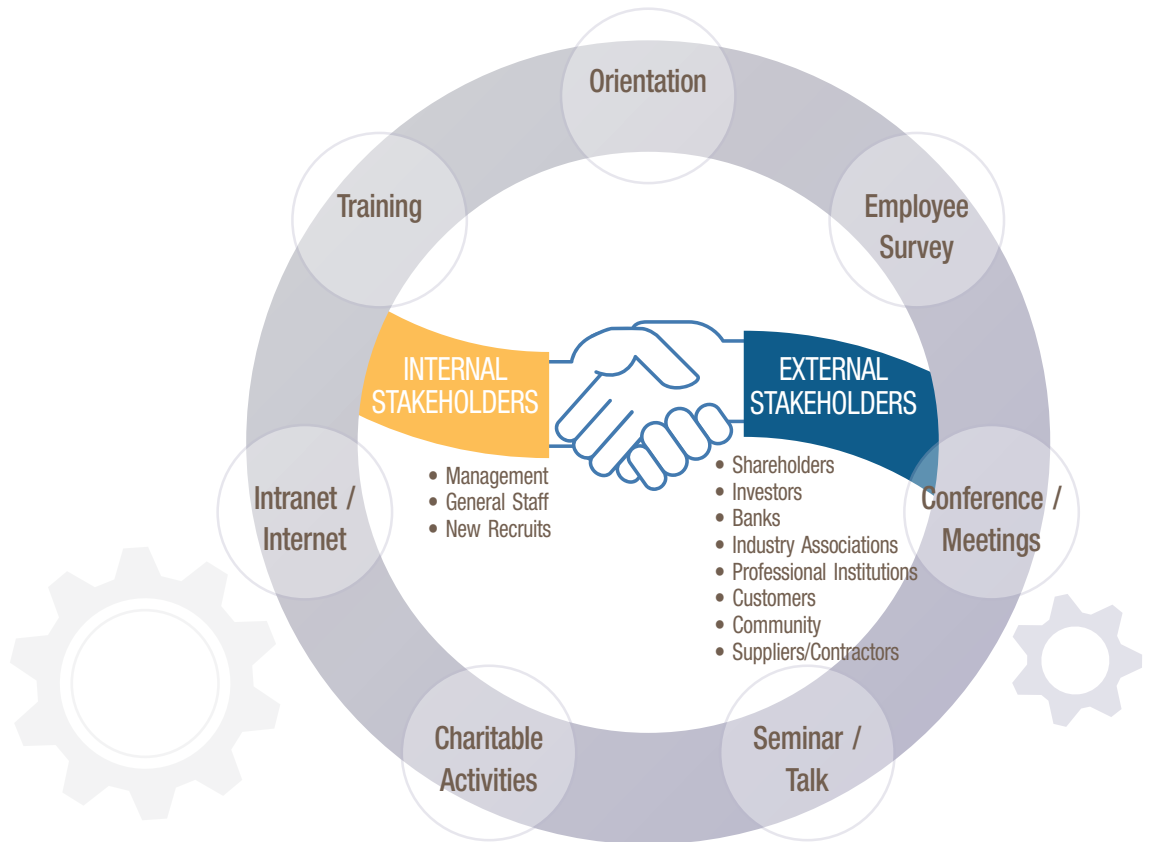 Orientation
Training
Employee
Survey
INTERNAL
STAKEHOLDERS
• Management
• General Staff
• New Recruits
EXTERNAL
STAKEHOLDERS
• Shareholders
• Investors
• Banks
• Industry Associations
• Professional Institutions
• Customers
• Community
• Suppliers/Contractors
Intranet /
Internet
Conference /
Meetings
Charitable
Activities
Seminar /
Talk